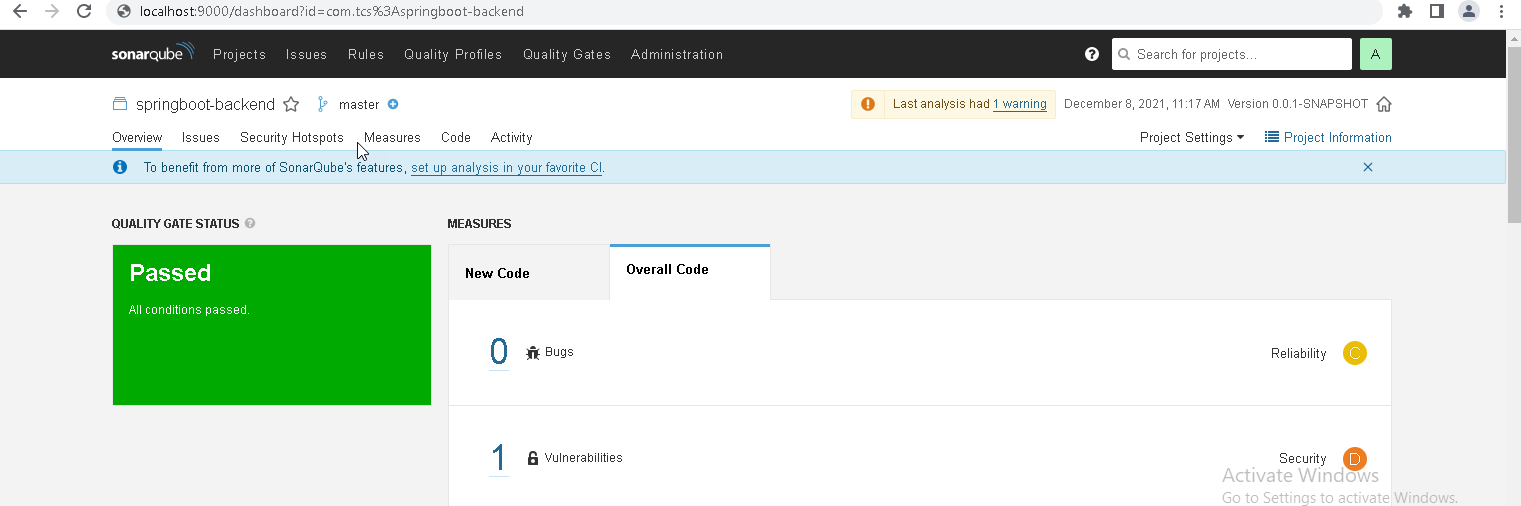 localhost:9000/dashboard?id=com.tcs%3Aspringboot-backend
sonarqube Projects Issues Rules Quality Profiles Quality Gates Administration ? Search for projects... A
springboot-backend master Last analysis had 1 warning December 8, 2021, 11:17 AM Version 0.0.1-SNAPSHOT
Overview Issues Security Hotspots Measures Code Activity Project Settings Project Information
To benefit from more of SonarQube's features, set up analysis in your favorite CI.
QUALITY GATE STATUS ? MEASURES
Passed
All conditions passed.
New Code Overall Code
0 Bugs Reliability C
1 Vulnerabilities Security D
Activate Windows
Go to Settings to activate Windows.